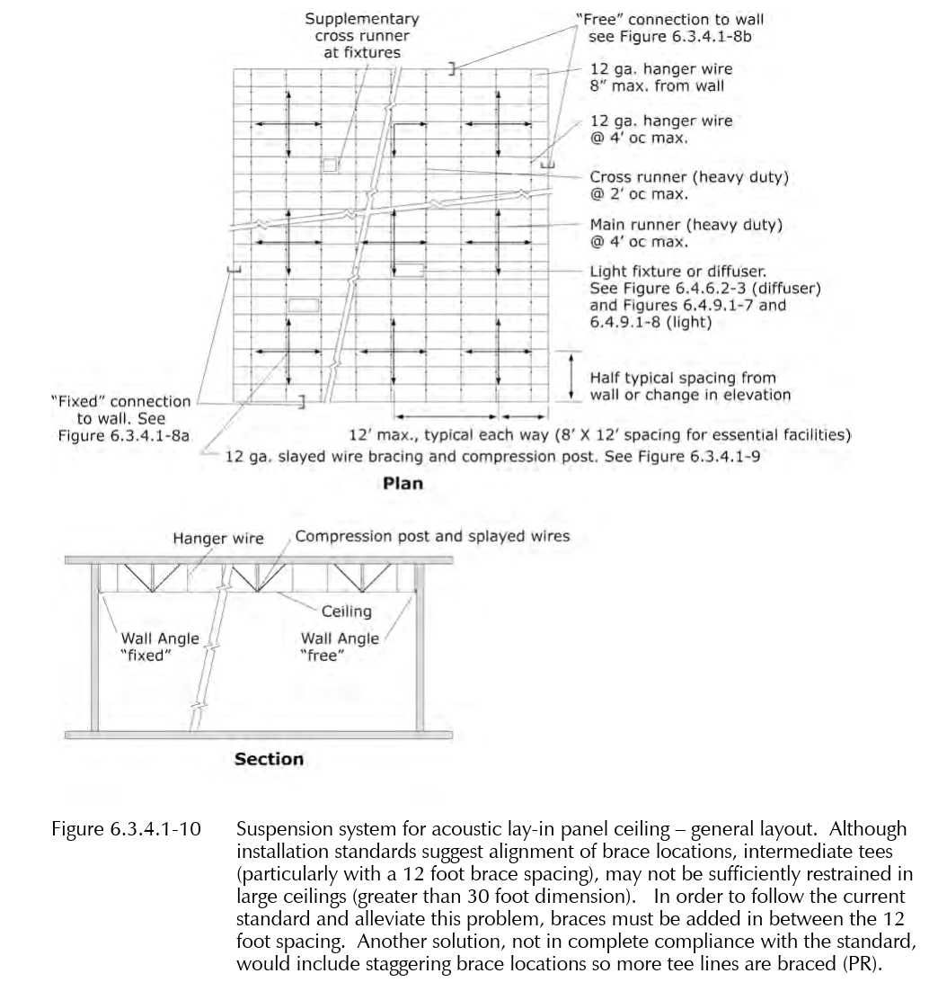 Supplementary
cross runner
at fixtures
“Free” connection to wall
see Figure 6.3.4.1-8b
12 ga. hanger wire
8” max. from wall
12 ga. hanger wire
@ 4’ oc max.
Cross runner (heavy duty)
@ 2’ oc max.
Main runner (heavy duty)
@ 4’ oc max.
Light fixture or diffuser.
See Figure 6.4.6.2-3 (diffuser)
and Figures 6.4.9.1-7 and
6.4.9.1-8 (light)
Half typical spacing from
wall or change in elevation
“Fixed” connection
to wall. See
Figure 6.3.4.1-8a
12’ max., typical each way (8’ X 12’ spacing for essential facilities)
12 ga. slayed wire bracing and compression post. See Figure 6.3.4.1-9
Plan
Hanger wire
Compression post and splayed wires
Ceiling
Wall Angle
“fixed”
Wall Angle
“free”
Section
Figure 6.3.4.1-10 Suspension system for acoustic lay-in panel ceiling – general layout. Although
installation standards suggest alignment of brace locations, intermediate tees
(particularly with a 12 foot brace spacing), may not be sufficiently restrained in
large ceilings (greater than 30 foot dimension). In order to follow the current
standard and alleviate this problem, braces must be added in between the 12
foot spacing. Another solution, not in complete compliance with the standard,
would include staggering brace locations so more tee lines are braced (PR).